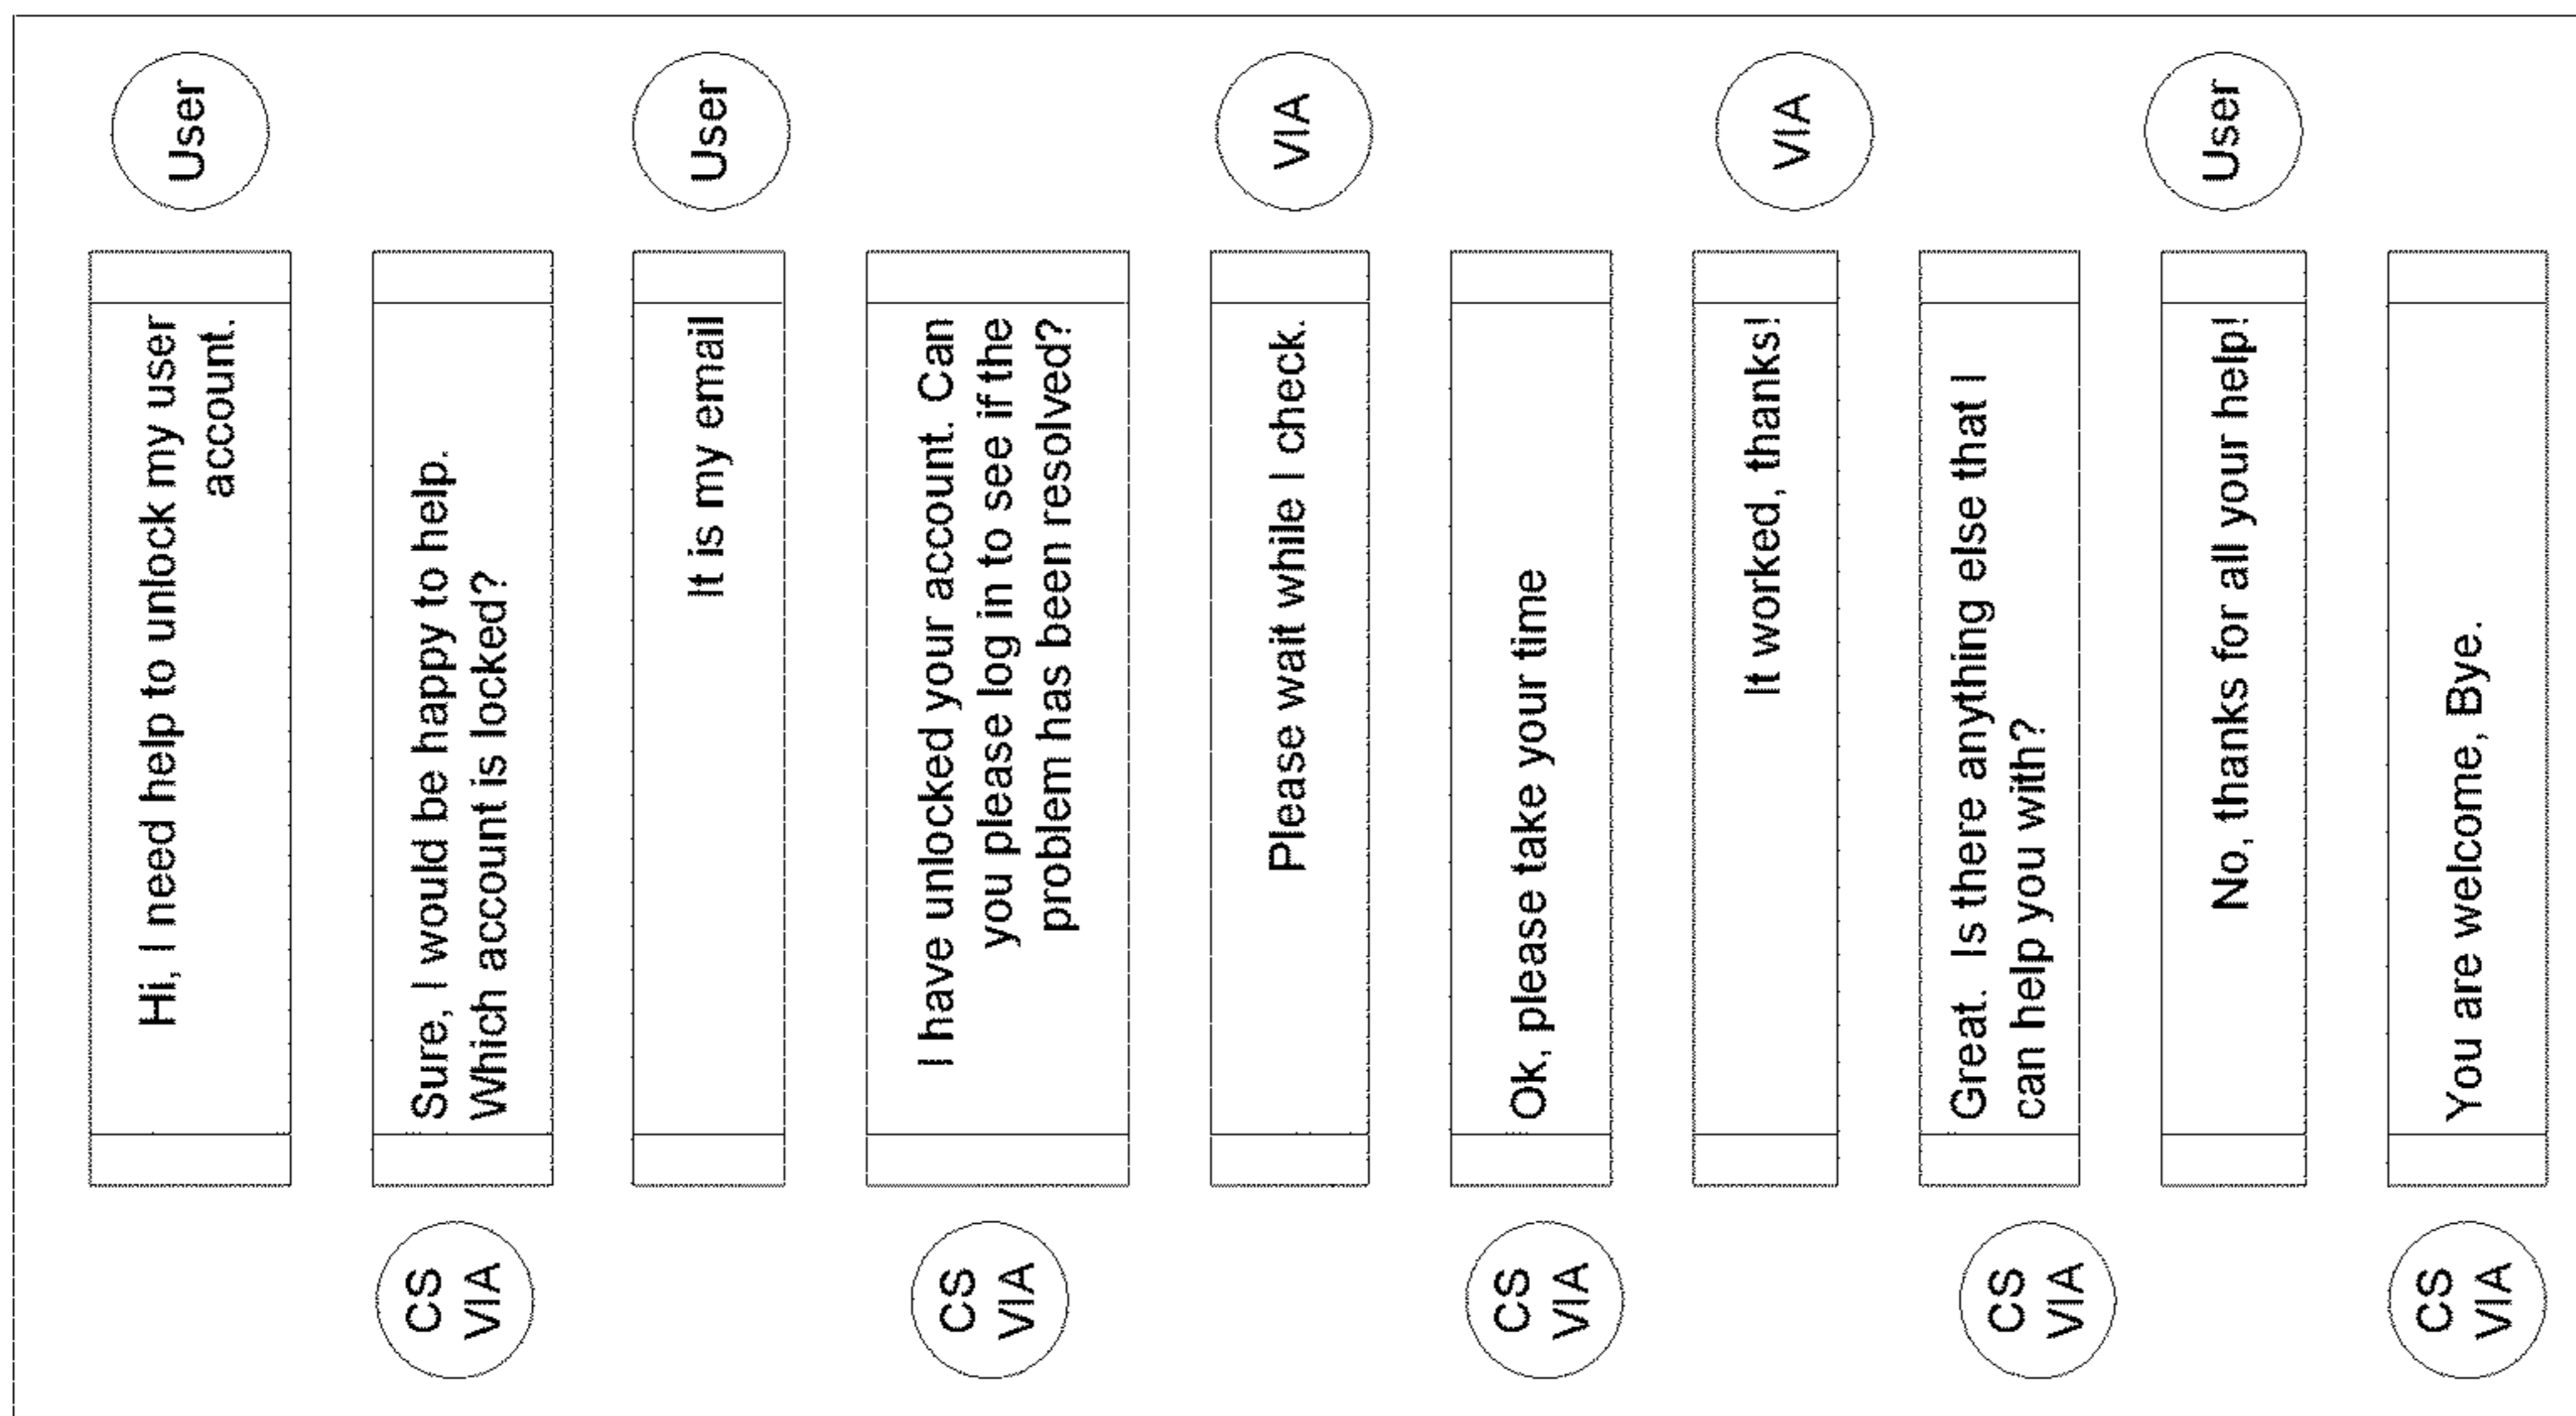 User
Hi, I need help to unlock my user
account.
CS
VIA
Sure, I would be happy to help.
Which account is locked?
User
It is my email
CS
VIA
I have unlocked your account. Can
you please log in to see if the
problem has been resolved?
VIA
Please wait while I check.
CS
VIA
Ok, please take your time
VIA
It worked, thanks!
CS
VIA
Great. Is there anything else that I
can help you with?
User
No, thanks for all your help!
CS
VIA
You are welcome, Bye.